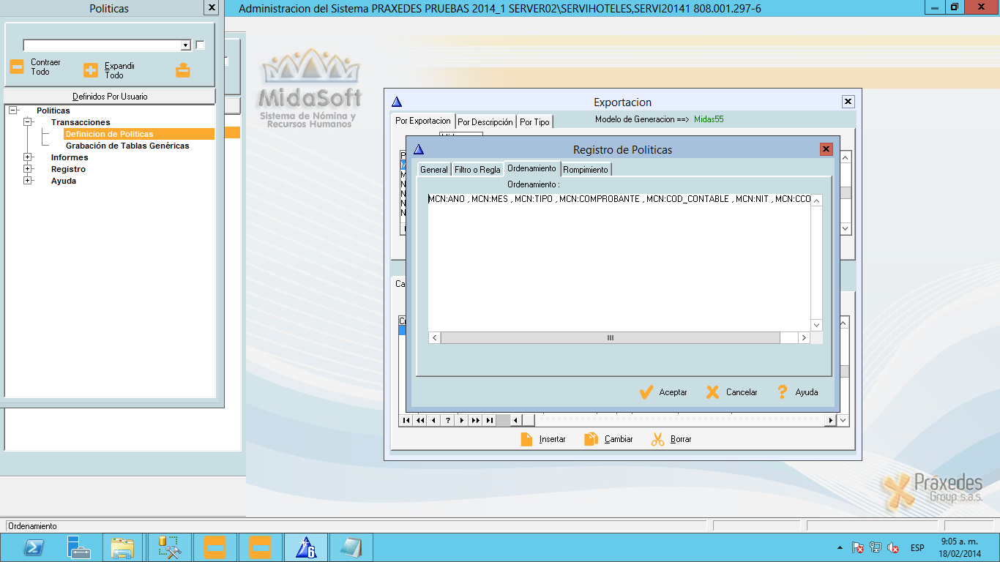 Politicas
Administracion del Sistema PRAXEDES PRUEBAS 2014_1 SERVER02\SERVIHOTELES,SERVI20141 808.001.297-6
Contraer Todo
Expandir Todo
Definidos Por Usuario
Politicas
Transacciones
Definicion de Politicas
Grabación de Tablas Genéricas
Informes
Registro
Ayuda
MidaSoft
Sistema de Nómina y
Recursos Humanos
Exportacion
Por Exportacion
Por Descripción
Por Tipo
Modelo de Generacion ==> Midas55
Registro de Politicas
General
Filtro o Regla
Ordenamiento
Rompimiento
Ordenamiento :
MCN:ANO , MCN:MES , MCN:TIPO , MCN:COMPROBANTE , MCN:COD_CONTABLE , MCN:NIT , MCN:CCO
Aceptar
Cancelar
Ayuda
Insertar
Cambiar
Borrar
Práxedes
Group s.a.s.
Ordenamiento
ESP
9:05 a. m.
18/02/2014